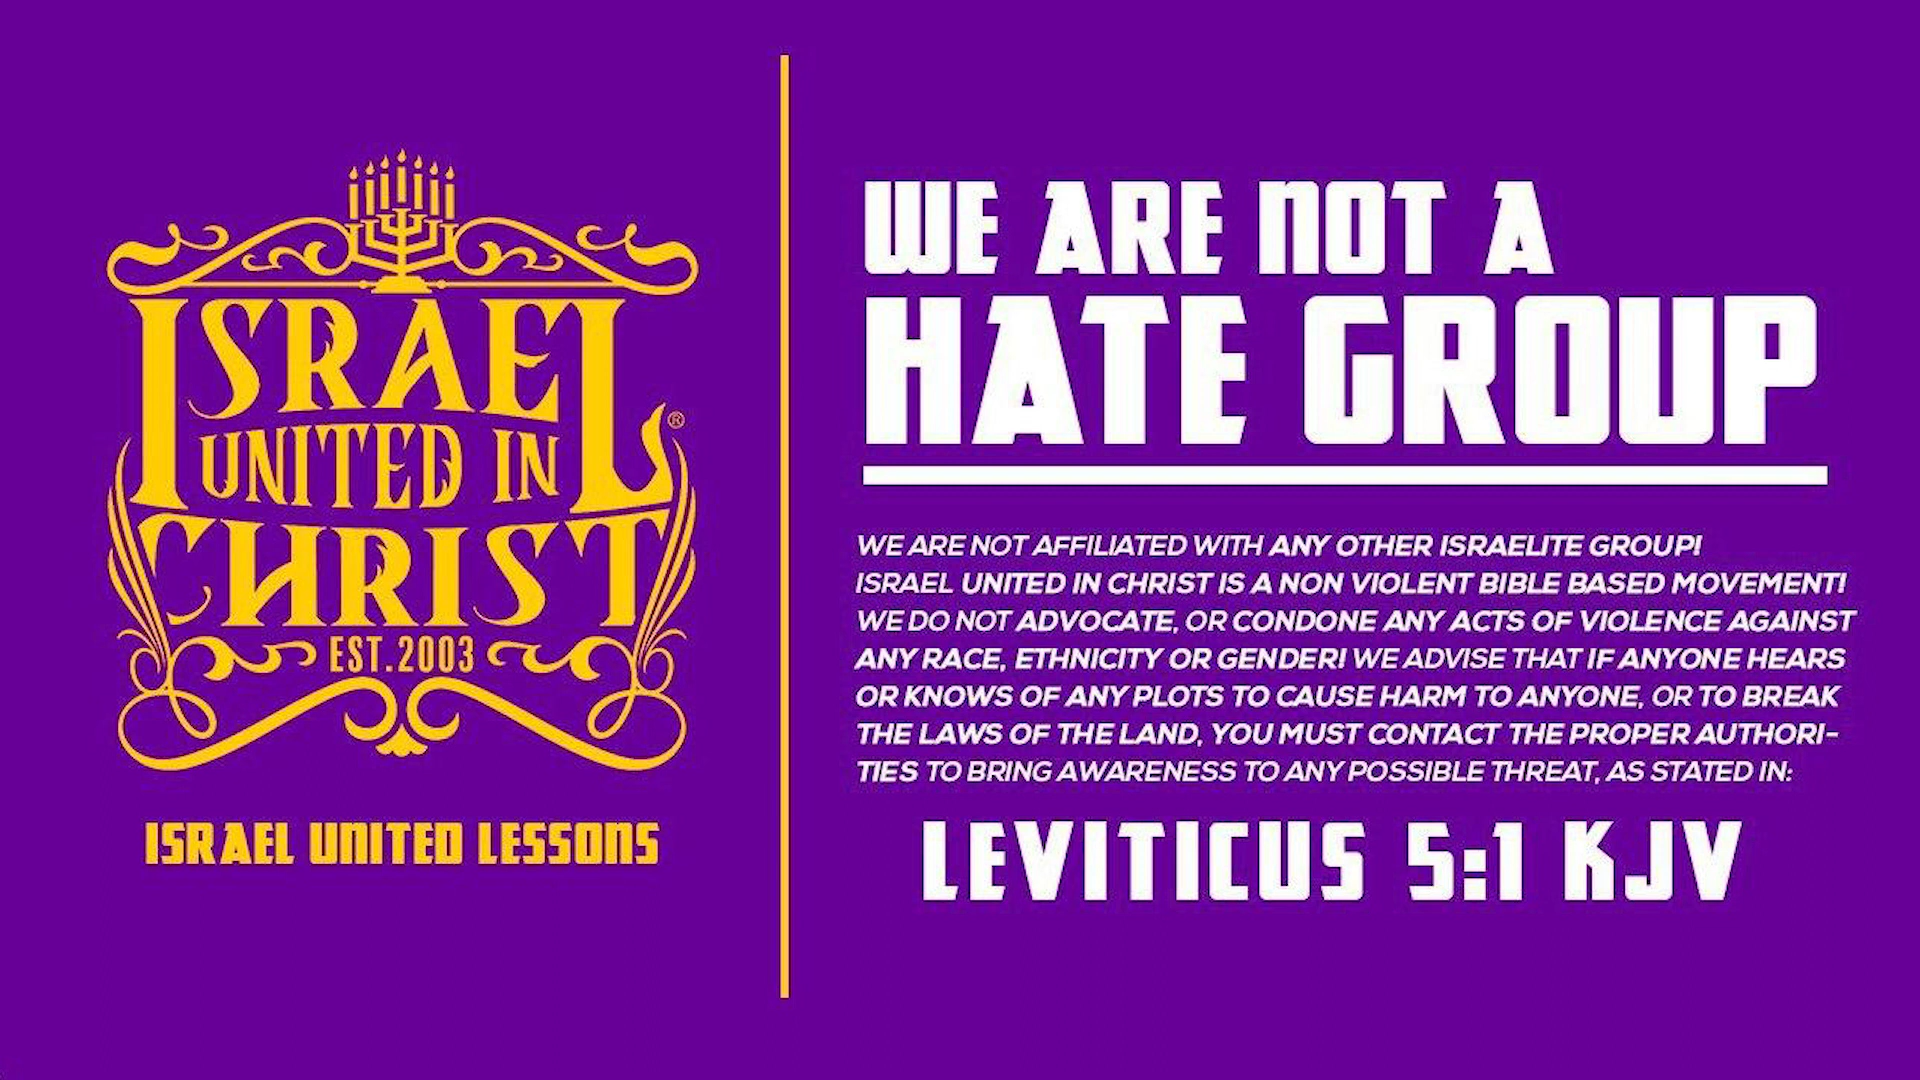 ISRAEL
UNITED IN
CHRIST
®
EST.2003
ISRAEL UNITED LESSONS
WE ARE NOT A
HATE GROUP
WE ARE NOT AFFILIATED WITH ANY OTHER ISRAELITE GROUP!
ISRAEL UNITED IN CHRIST IS A NON VIOLENT BIBLE BASED MOVEMENT!
WE DO NOT ADVOCATE, OR CONDONE ANY ACTS OF VIOLENCE AGAINST
ANY RACE, ETHNICITY OR GENDER! WE ADVISE THAT IF ANYONE HEARS
OR KNOWS OF ANY PLOTS TO CAUSE HARM TO ANYONE, OR TO BREAK
THE LAWS OF THE LAND, YOU MUST CONTACT THE PROPER AUTHORI-
TIES TO BRING AWARENESS TO ANY POSSIBLE THREAT, AS STATED IN:
LEVITICUS 5:1 KJV